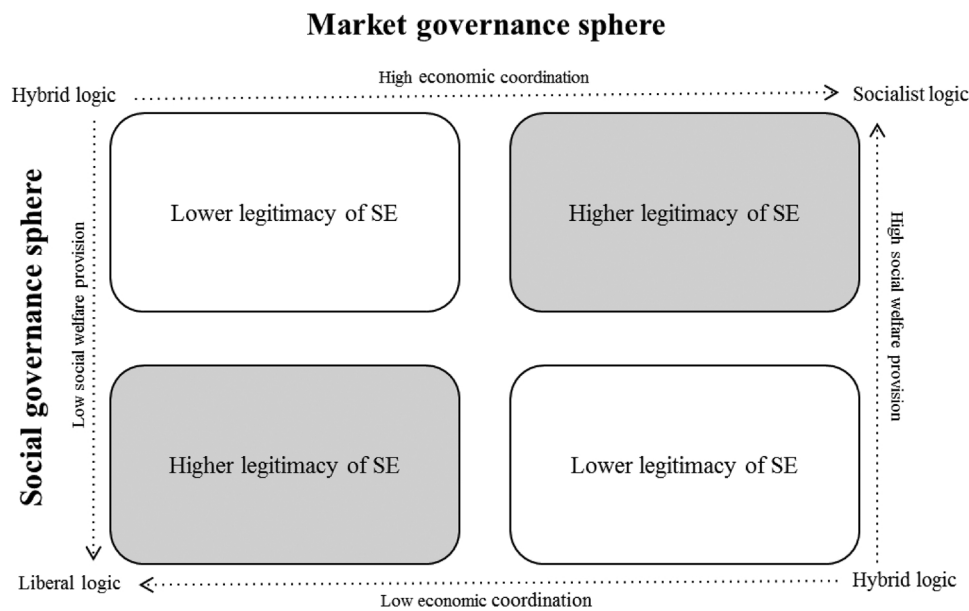 Market governance sphere
High economic coordination
Hybrid logic
Socialist logic
Social governance sphere
Low social welfare provision
Lower legitimacy of SE
Higher legitimacy of SE
High social welfare provision
Higher legitimacy of SE
Lower legitimacy of SE
Liberal logic
Hybrid logic
Low economic coordination